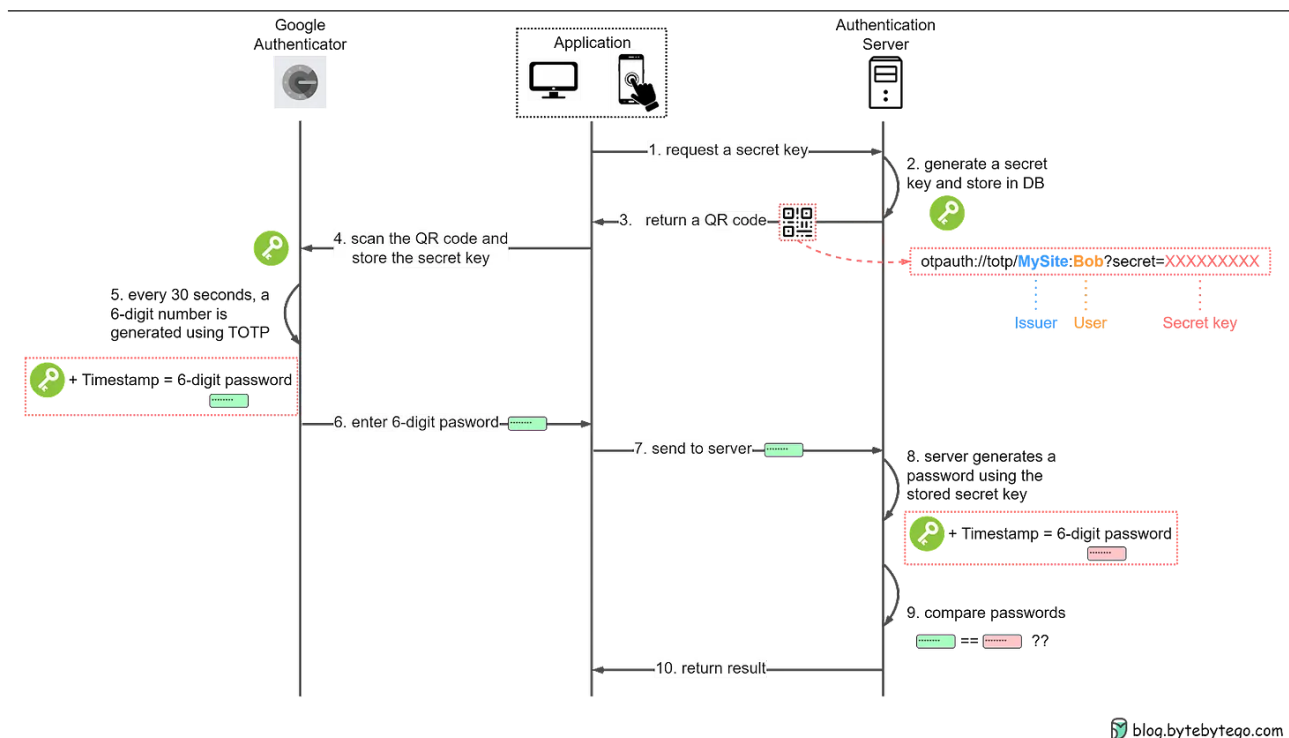 Google
Authenticator
Application
Authentication
Server
1. request a secret key
2. generate a secret
key and store in DB
3. return a QR code
4. scan the QR code and
store the secret key
otpauth://totp/MySite:Bob?secret=XXXXXXXXX
Issuer
User
Secret key
5. every 30 seconds, a
6-digit number is
generated using TOTP
+ Timestamp = 6-digit password
6. enter 6-digit pasword
7. send to server
8. server generates a
password using the
stored secret key
+ Timestamp = 6-digit password
9. compare passwords
== ??
10. return result
blog.bytebytego.com